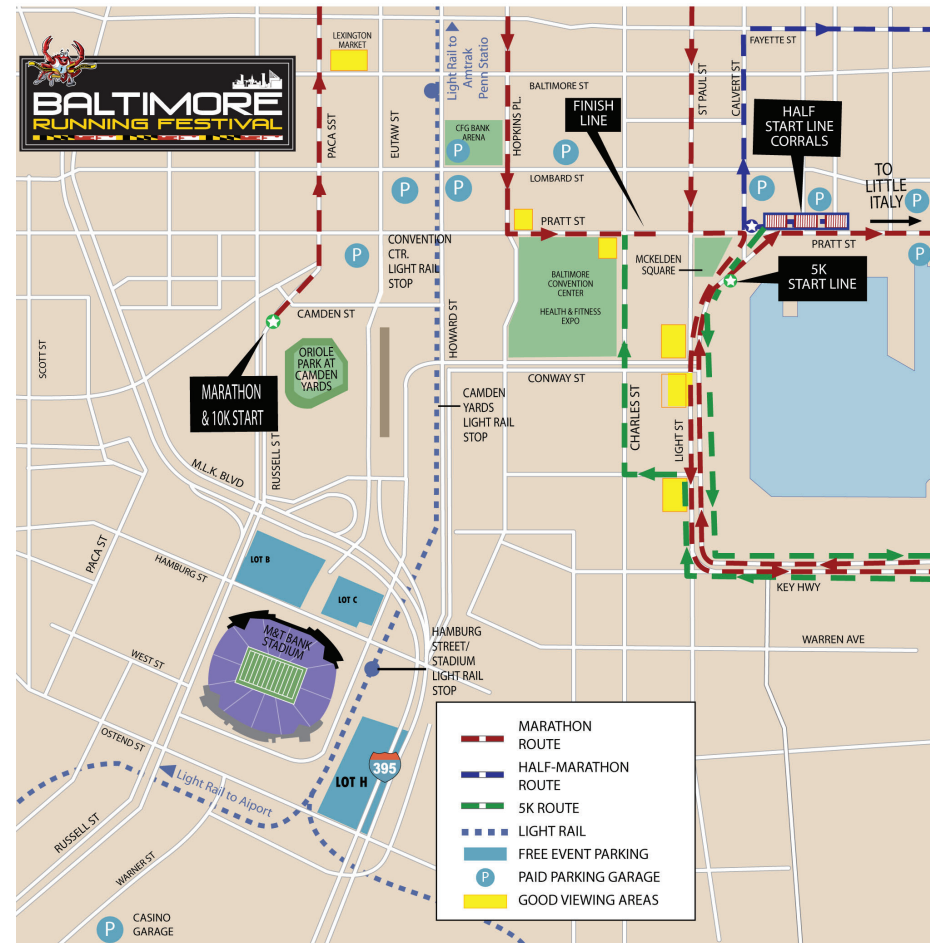 BALTIMORE
RUNNING FESTIVAL
LEXINGTON
MARKET
Light Rail to
Amtrak
Penn Statio
FAYETTE ST
BALTIMORE ST
FINISH
LINE
HALF
START LINE
CORRALS
PACA SST
EUTAW ST
HOPKINS PL.
ST PAUL ST
CALVERT ST
CFG BANK
ARENA
P
P
LOMBARD ST
P
P
P
P
TO
LITTLE
ITALY
P
PRATT ST
PRATT ST
CONVENTION
CTR.
LIGHT RAIL
STOP
P
P
MCKELDEN
SQUARE
5K
START LINE
BALTIMORE
CONVENTION
CENTER
HEALTH & FITNESS
EXPO
CAMDEN ST
HOWARD ST
SCOTT ST
ORIOLE
PARK AT
CAMDEN
YARDS
MARATHON
& 10K START
CONWAY ST
CAMDEN
YARDS
LIGHT RAIL
STOP
CHARLES ST
LIGHT ST
RUSSELL S T
M.L.K. BLVD
PACA ST
HAMBURG ST
LOT B
LOT C
KEY HWY
M&T BANK
STADIUM
HAMBURG
STREET/
STADIUM
LIGHT RAIL
STOP
WARREN AVE
WEST ST
OSTEND ST
Light Rail to Aiport
LOT H
395
RUSSELL ST
WARNER ST
P
CASINO
GARAGE
MARATHON
ROUTE
HALF-MARATHON
ROUTE
5K ROUTE
LIGHT RAIL
FREE EVENT PARKING
P
PAID PARKING GARAGE
GOOD VIEWING AREAS